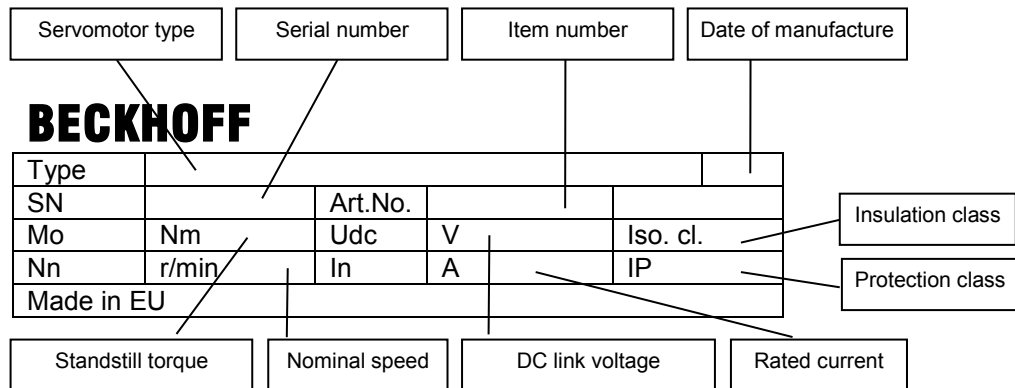 Servomotor type Serial number Item number Date of manufacture
BECKHOFF
Type
SN Art.No.
Mo Nm Udc V Iso. cl.
Insulation class
Nn r/min In A IP
Protection class
Made in EU
Standstill torque Nominal speed DC link voltage Rated current